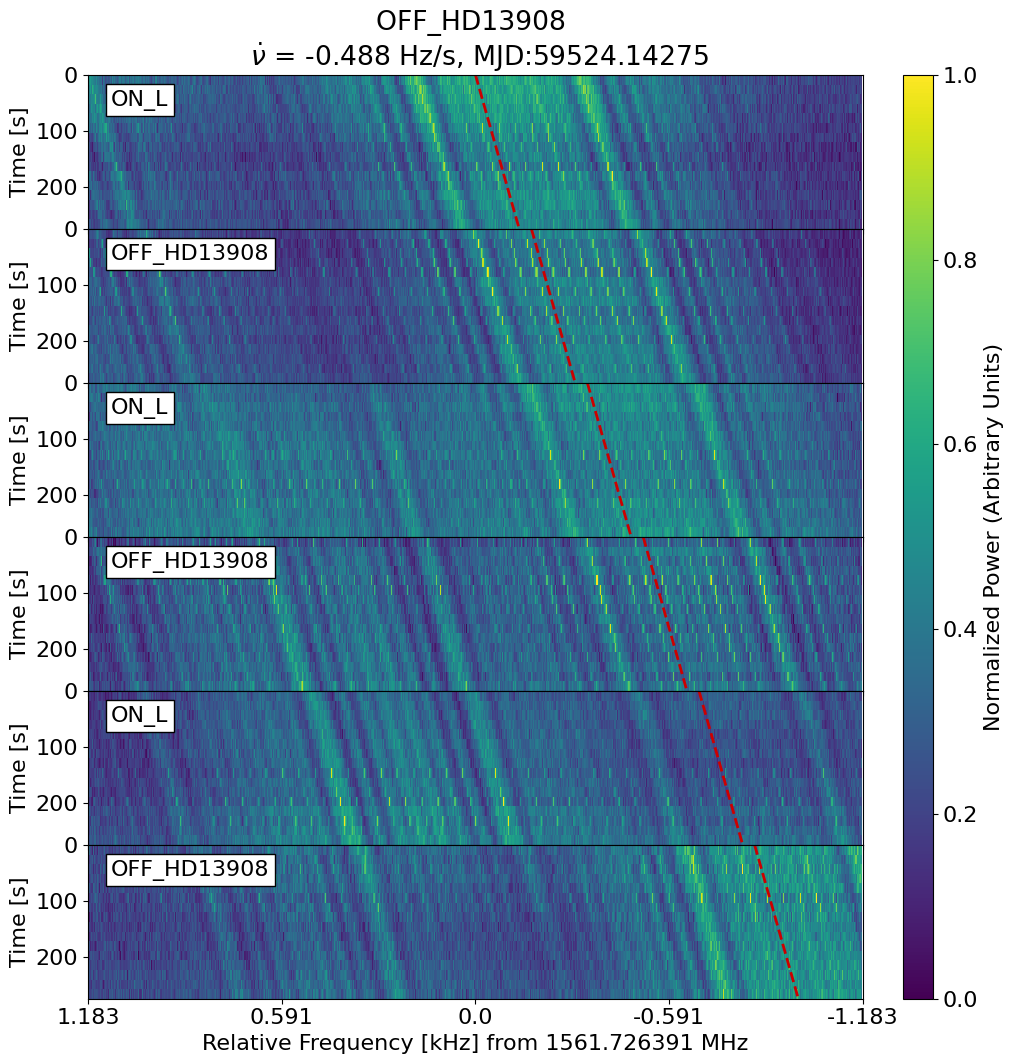 OFF_HD13908
ν̇ = -0.488 Hz/s, MJD:59524.14275
ON_L
OFF_HD13908
ON_L
OFF_HD13908
ON_L
OFF_HD13908
Time [s]
0
100
200
Time [s]
0
100
200
Time [s]
0
100
200
Time [s]
0
100
200
Time [s]
0
100
200
Time [s]
0
100
200
1.183
0.591
0.0
-0.591
-1.183
Relative Frequency [kHz] from 1561.726391 MHz
1.0
0.8
0.6
0.4
0.2
0.0
Normalized Power (Arbitrary Units)